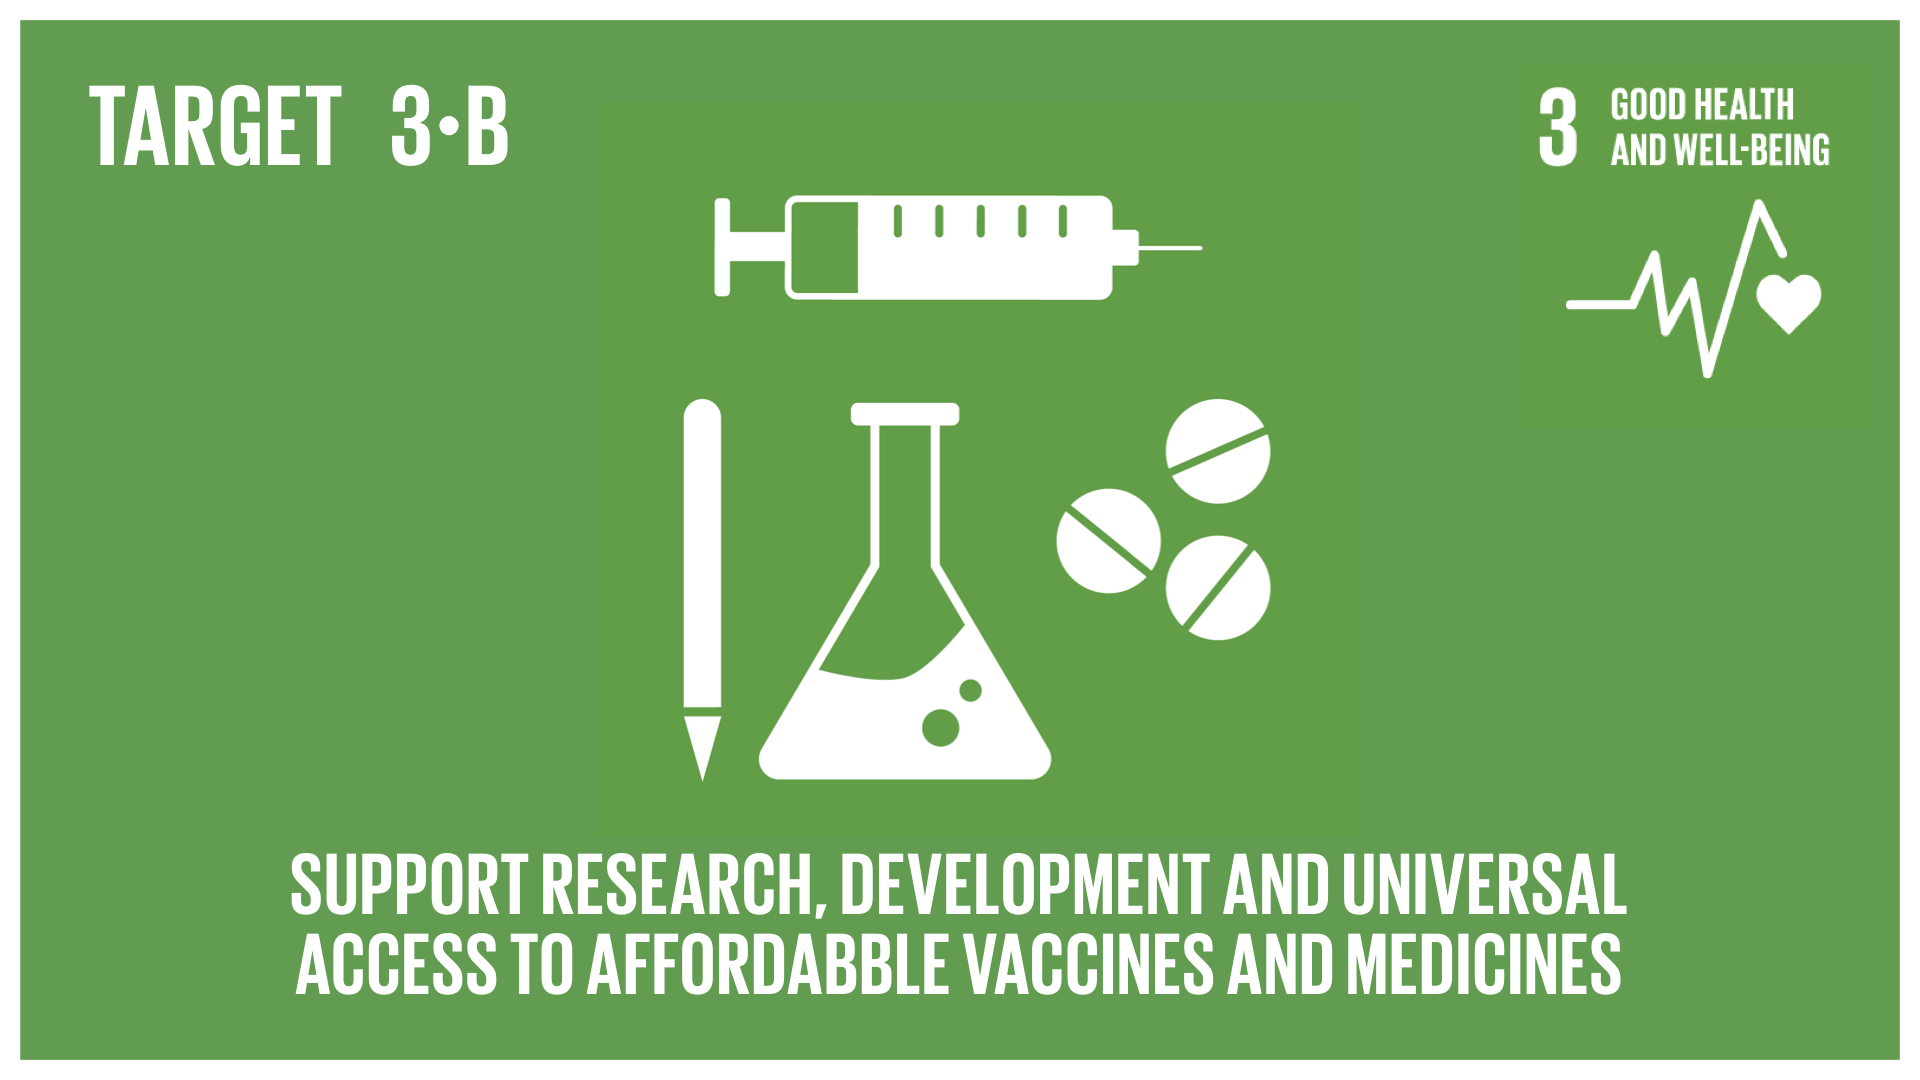 TARGET 3·B
3 GOOD HEALTH
AND WELL-BEING
SUPPORT RESEARCH, DEVELOPMENT AND UNIVERSAL
ACCESS TO AFFORDABBLE VACCINES AND MEDICINES